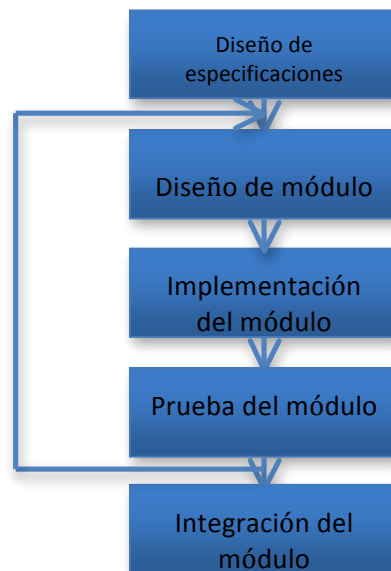 Diseño de
especificaciones
Diseño de módulo
Implementación
del módulo
Prueba del módulo
Integración del
módulo